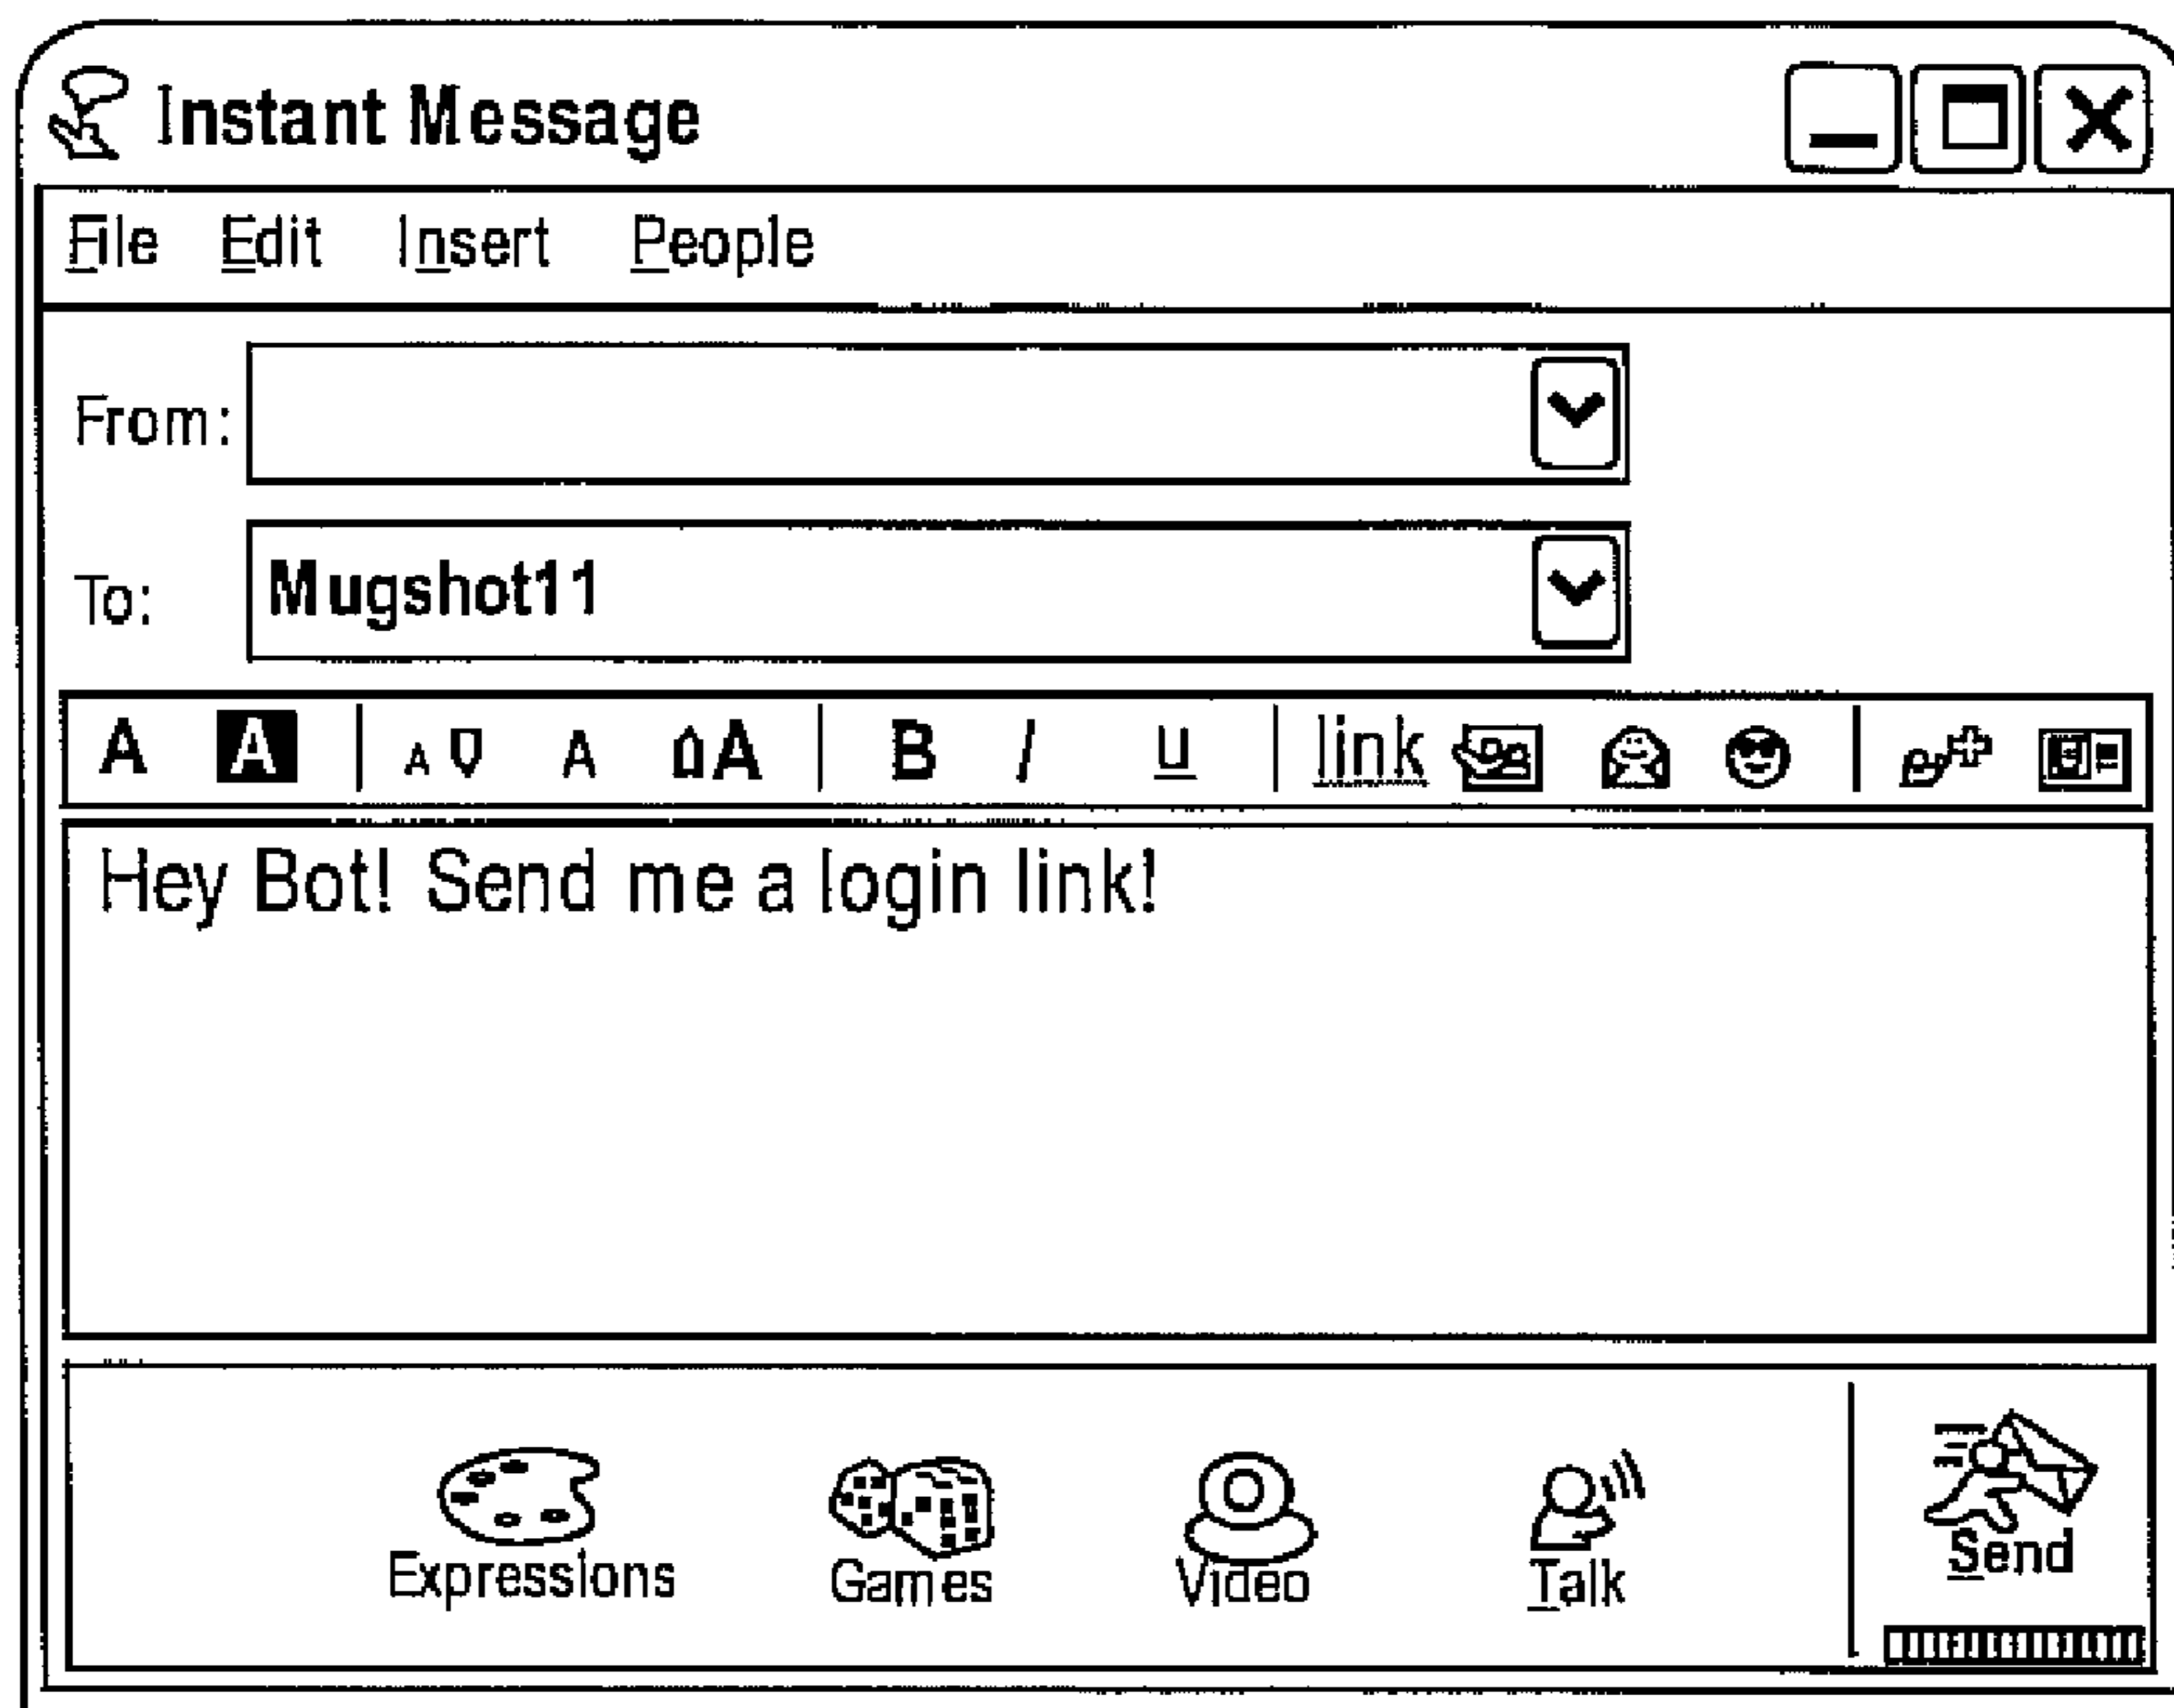 Instant Message
File Edit Insert People
From:
To: Mugshot11
A A A A A B I u link
Hey Bot! Send me a login link!
Expressions Games Video Talk Send